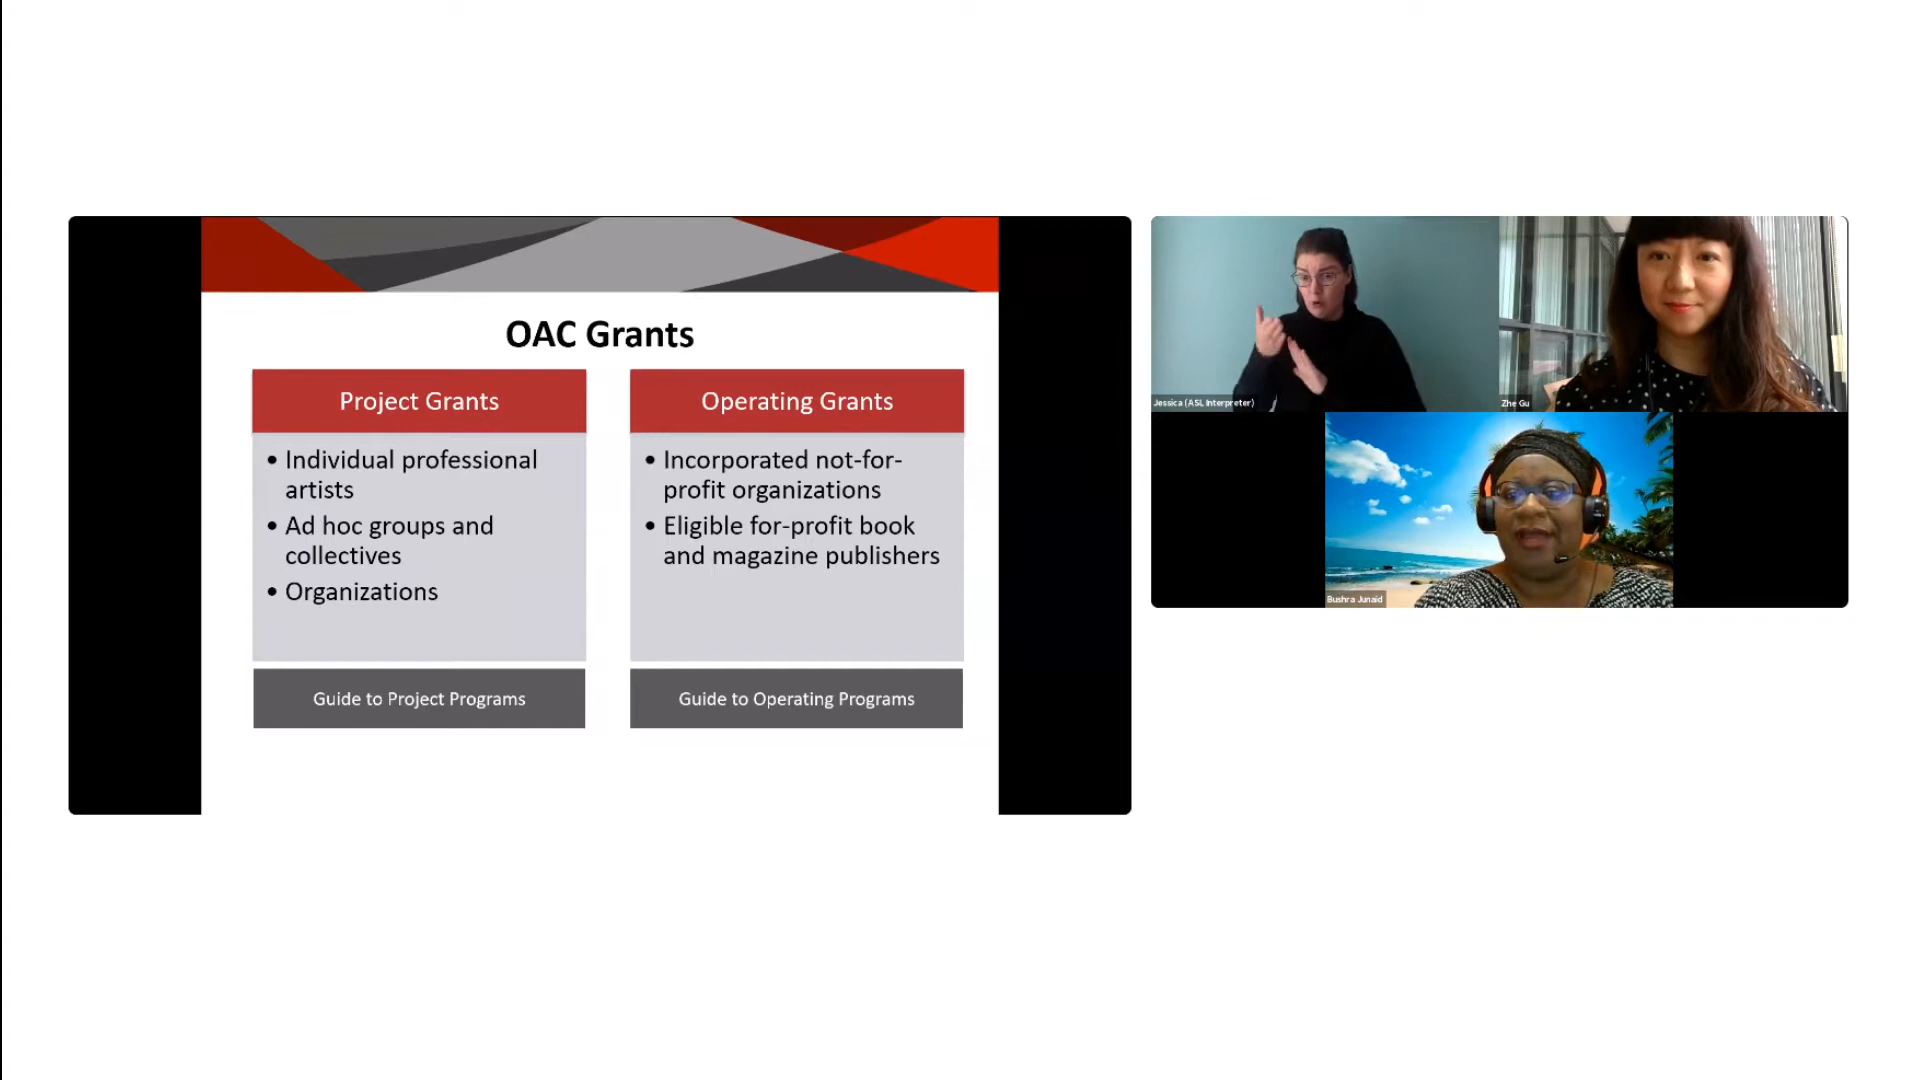 OAC Grants
Project Grants
• Individual professional
artists
• Ad hoc groups and
collectives
• Organizations
Guide to Project Programs
Operating Grants
• Incorporated not-for-
profit organizations
• Eligible for-profit book
and magazine publishers
Guide to Operating Programs
Jessica (ASL Interpreter)
Zhe Gu
Bushra Junaid